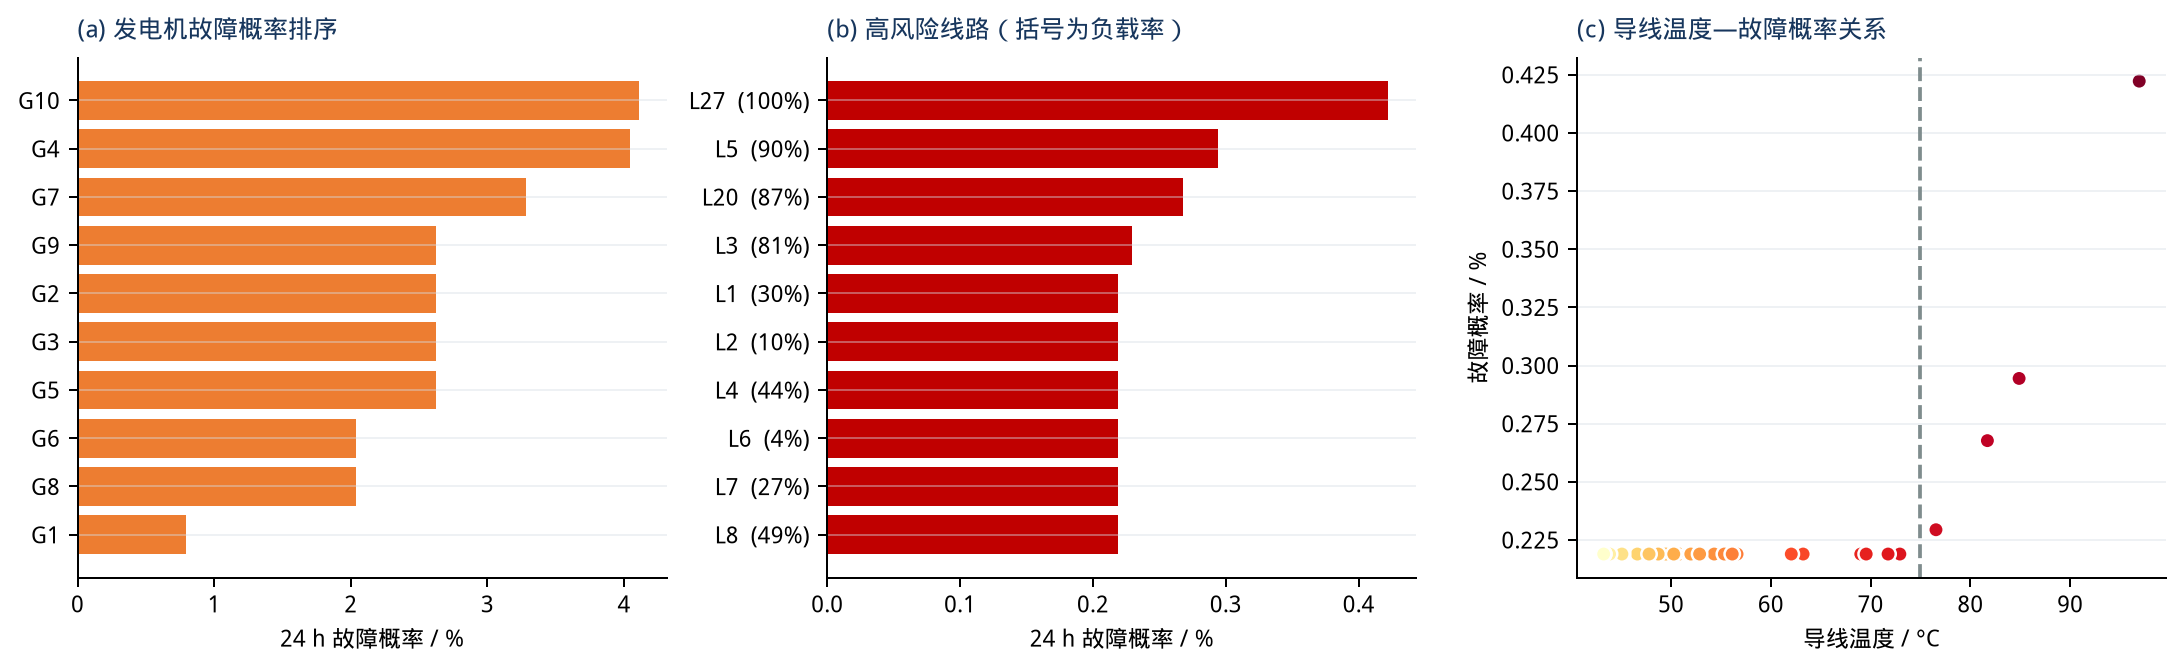 (a) 发电机故障概率排序
G10
G4
G7
G9
G2
G3
G5
G6
G8
G1
0 1 2 3 4
24 h 故障概率 / %
(b) 高风险线路（括号为负载率）
L27 (100%)
L5 (90%)
L20 (87%)
L3 (81%)
L1 (30%)
L2 (10%)
L4 (44%)
L6 (4%)
L7 (27%)
L8 (49%)
0.0 0.1 0.2 0.3 0.4
24 h 故障概率 / %
(c) 导线温度—故障概率关系
故障概率 / %
0.425
0.400
0.375
0.350
0.325
0.300
0.275
0.250
0.225
50 60 70 80 90
导线温度 / °C